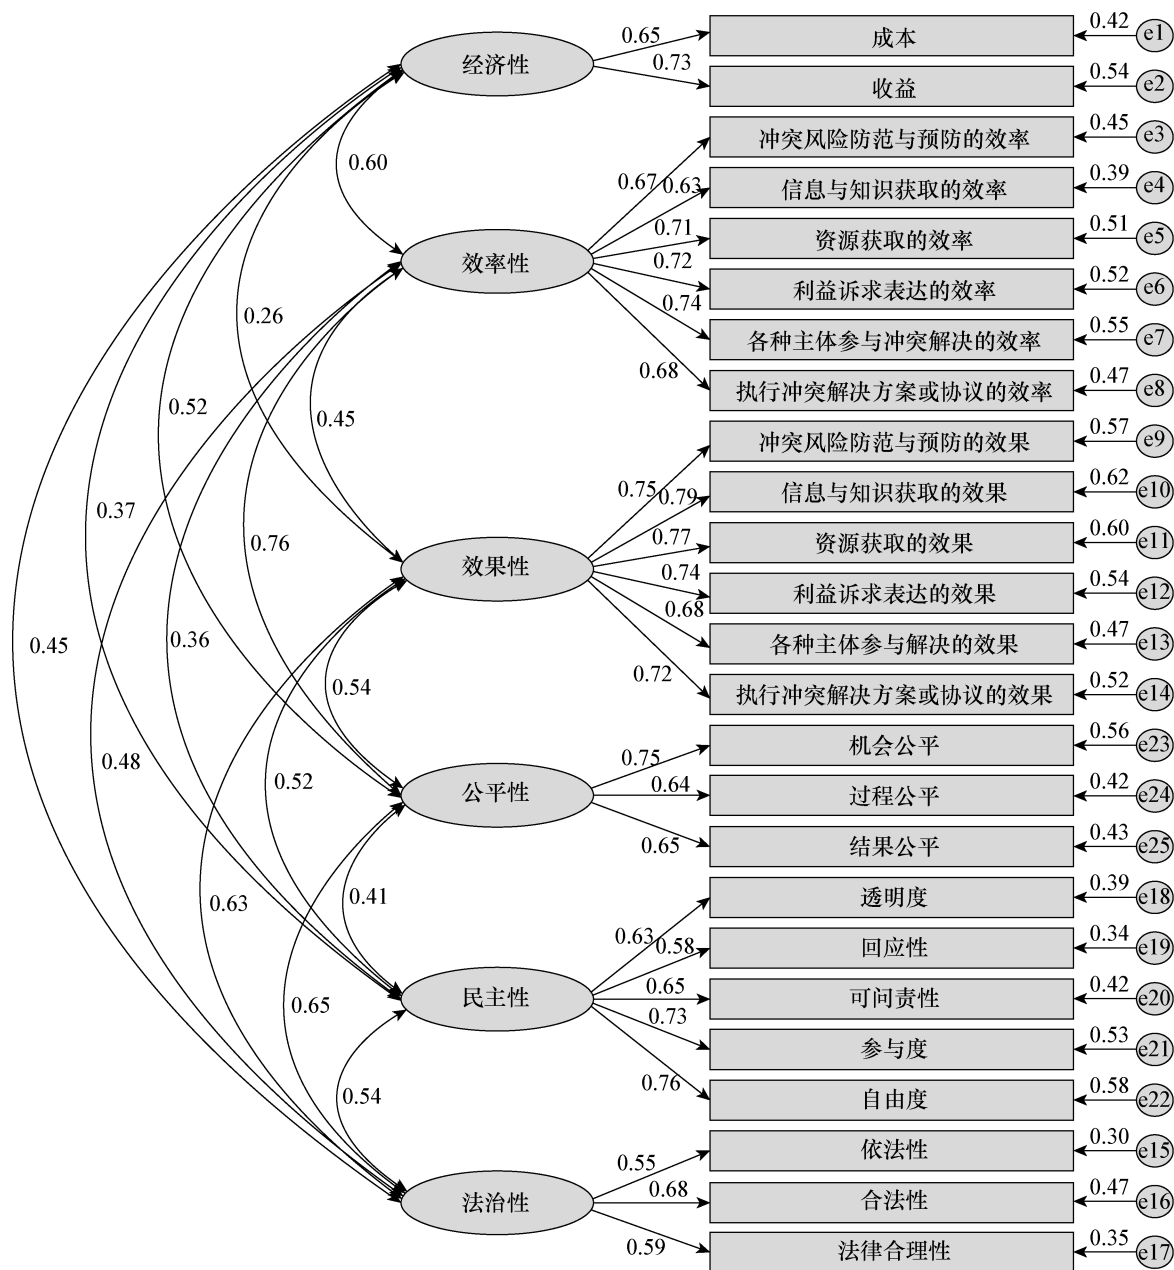 经济性
0.65
成本
0.42
e1
0.73
收益
0.54
e2
0.60
冲突风险防范与预防的效率
0.45
e3
0.67
0.63
信息与知识获取的效率
0.39
e4
效率性
0.71
资源获取的效率
0.51
e5
0.72
利益诉求表达的效率
0.52
e6
0.26
0.74
各种主体参与冲突解决的效率
0.55
e7
0.68
执行冲突解决方案或协议的效率
0.47
e8
0.52
0.45
冲突风险防范与预防的效果
0.57
e9
0.75
0.79
信息与知识获取的效果
0.62
e10
0.37
0.76
效果性
0.77
资源获取的效果
0.60
e11
0.74
利益诉求表达的效果
0.54
e12
0.68
各种主体参与解决的效果
0.47
e13
0.45
0.36
0.72
执行冲突解决方案或协议的效果
0.52
e14
0.54
0.48
0.52
公平性
0.75
机会公平
0.56
e23
0.64
过程公平
0.42
e24
0.65
结果公平
0.43
e25
0.63
0.41
透明度
0.39
e18
0.63
0.58
回应性
0.34
e19
民主性
0.65
可问责性
0.42
e20
0.65
0.73
参与度
0.53
e21
0.76
自由度
0.58
e22
0.54
依法性
0.30
e15
0.55
法治性
0.68
合法性
0.47
e16
0.59
法律合理性
0.35
e17